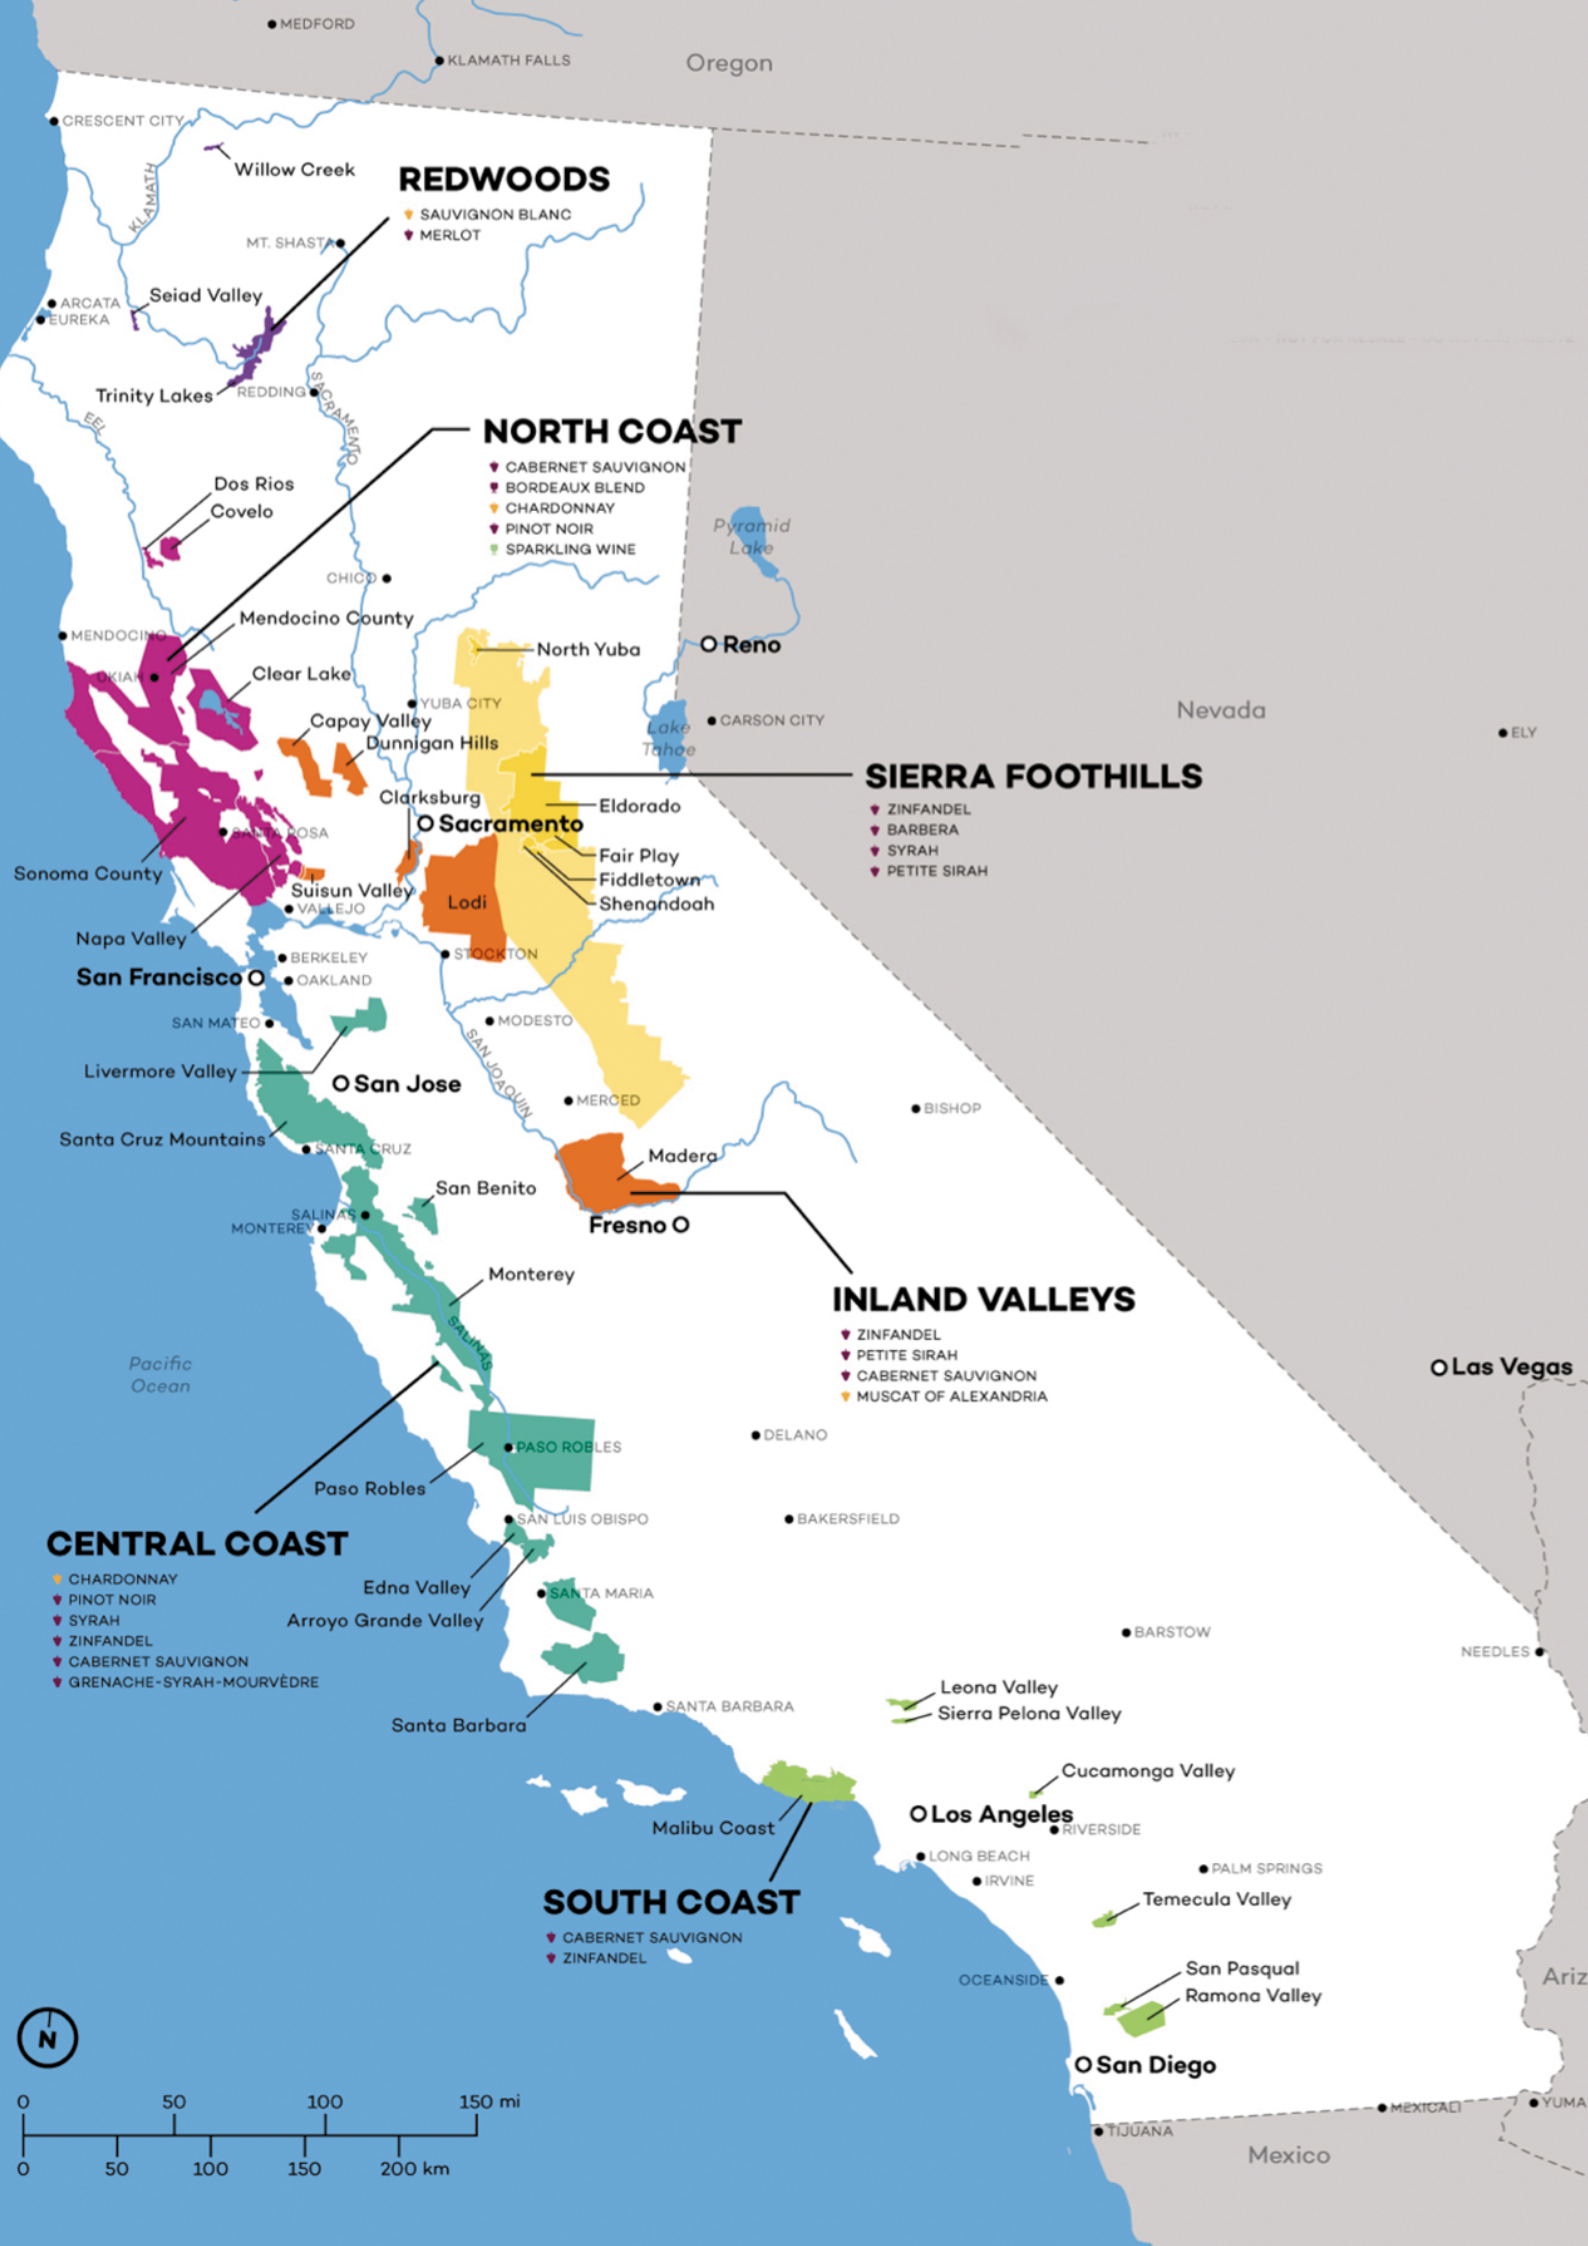 MEDFORD
KLAMATH FALLS
Oregon
CRESCENT CITY
Willow Creek
KLAMATH
REDWOODS
SAUVIGNON BLANC
MERLOT
MT. SHASTA
Seiad Valley
ARCATA
EUREKA
Trinity Lakes
REDDING
SACRAMENTO
EEL
NORTH COAST
CABERNET SAUVIGNON
BORDEAUX BLEND
CHARDONNAY
PINOT NOIR
SPARKLING WINE
Dos Rios
Covelo
Pyramid
Lake
CHICO
Mendocino County
MENDOCINO
Reno
North Yuba
UKIAH
Clear Lake
YUBA CITY
Capay Valley
CARSON CITY
Nevada
Lake
Tahoe
ELY
Dunnigan Hills
SIERRA FOOTHILLS
ZINFANDEL
BARBERA
SYRAH
PETITE SIRAH
Clarksburg
Eldorado
Sacramento
SANTA ROSA
Fair Play
Sonoma County
Fiddletown
Suisun Valley
Lodi
Shenandoah
VALLEJO
Napa Valley
STOCKTON
BERKELEY
San Francisco
OAKLAND
SAN MATEO
MODESTO
SAN JOAQUIN
Livermore Valley
San Jose
MERCED
BISHOP
Santa Cruz Mountains
SANTA CRUZ
Madera
San Benito
SALINAS
MONTEREY
Fresno
Monterey
INLAND VALLEYS
ZINFANDEL
PETITE SIRAH
CABERNET SAUVIGNON
MUSCAT OF ALEXANDRIA
SALINAS
Pacific
Ocean
Las Vegas
DELANO
PASO ROBLES
Paso Robles
SAN LUIS OBISPO
BAKERSFIELD
CENTRAL COAST
CHARDONNAY
PINOT NOIR
SYRAH
ZINFANDEL
CABERNET SAUVIGNON
GRENACHE-SYRAH-MOURVÈDRE
Edna Valley
SANTA MARIA
Arroyo Grande Valley
BARSTOW
NEEDLES
Leona Valley
SANTA BARBARA
Sierra Pelona Valley
Santa Barbara
Cucamonga Valley
Los Angeles
Malibu Coast
RIVERSIDE
LONG BEACH
PALM SPRINGS
IRVINE
SOUTH COAST
CABERNET SAUVIGNON
ZINFANDEL
Temecula Valley
San Pasqual
OCEANSIDE
Ariz
Ramona Valley
N
San Diego
0 50 100 150 mi
MEXICALI
YUMA
TIJUANA
Mexico
0 50 100 150 200 km